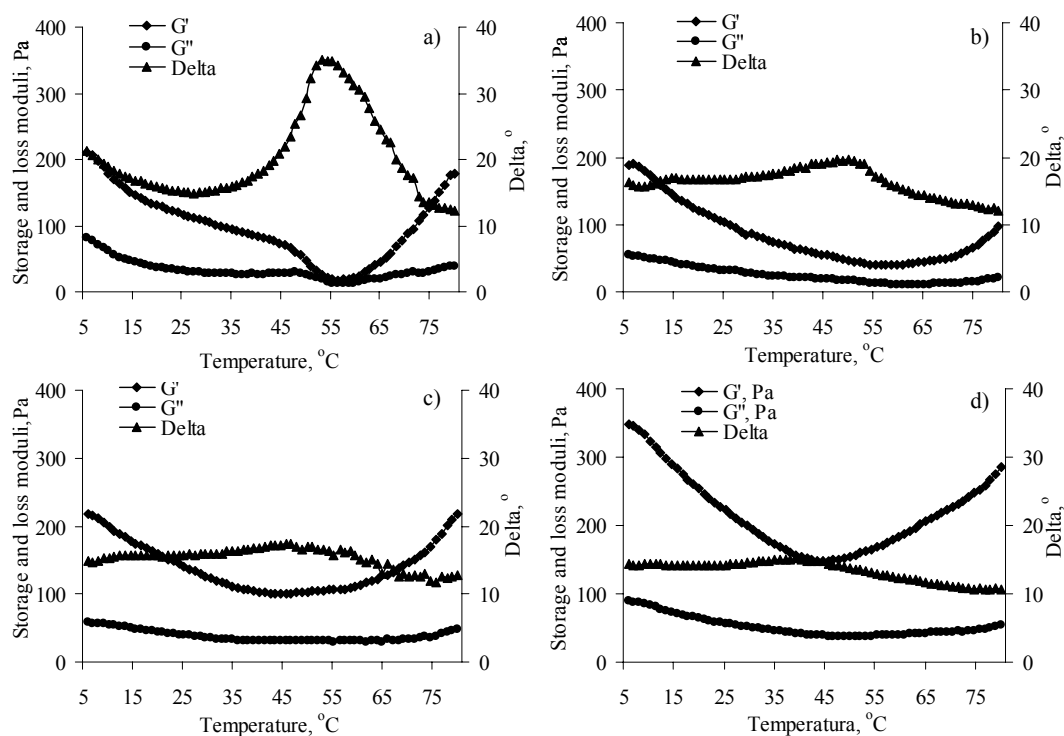 G'
G"
Delta
a)
Storage and loss moduli, Pa
400
300
200
100
0
5 15 25 35 45 55 65 75
Temperature, °C
40
30
20
10
0
Delta, °
G'
G"
Delta
b)
Storage and loss moduli, Pa
400
300
200
100
0
5 15 25 35 45 55 65 75
Temperature, °C
40
30
20
10
0
Delta, °
G'
G"
Delta
c)
Storage and loss moduli,Pa
400
300
200
100
0
5 15 25 35 45 55 65 75
Temperature, °C
40
30
20
10
0
Delta, °
G', Pa
G", Pa
Delta
d)
Storage and loss moduli, Pa
400
300
200
100
0
5 15 25 35 45 55 65 75
Temperatura, °C
40
30
20
10
0
Delta, °